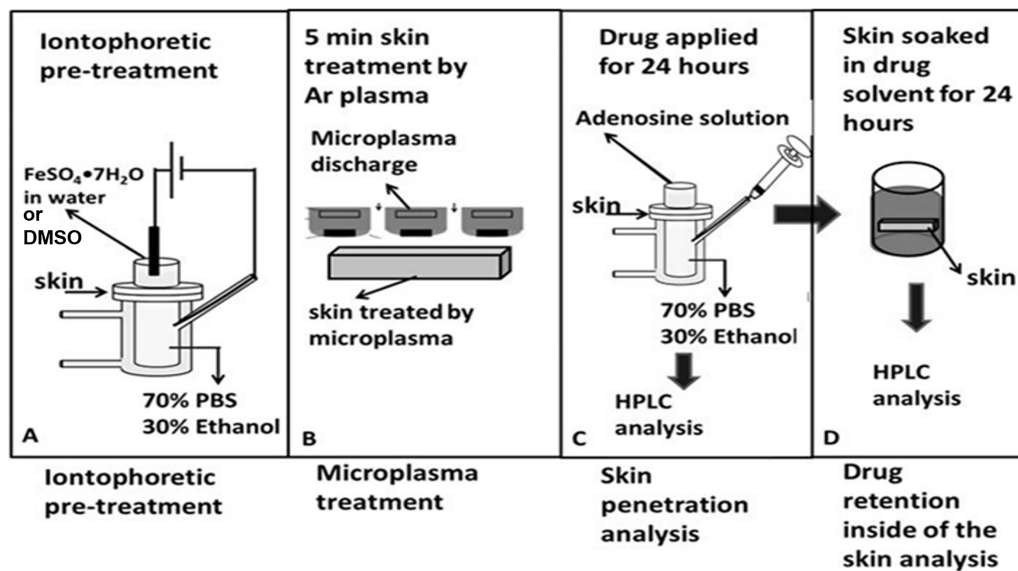 Iontophoretic
pre-treatment
FeSO₄•7H₂O
in water
or
DMSO
skin
70% PBS
30% Ethanol
A
5 min skin
treatment by
Ar plasma
Microplasma
discharge
skin treated by
microplasma
B
Drug applied
for 24 hours
Adenosine solution
skin
70% PBS
30% Ethanol
HPLC
analysis
C
Skin soaked
in drug
solvent for 24
hours
skin
HPLC
analysis
D
Iontophoretic
pre-treatment
Microplasma
treatment
Skin
penetration
analysis
Drug
retention
inside of the
skin analysis